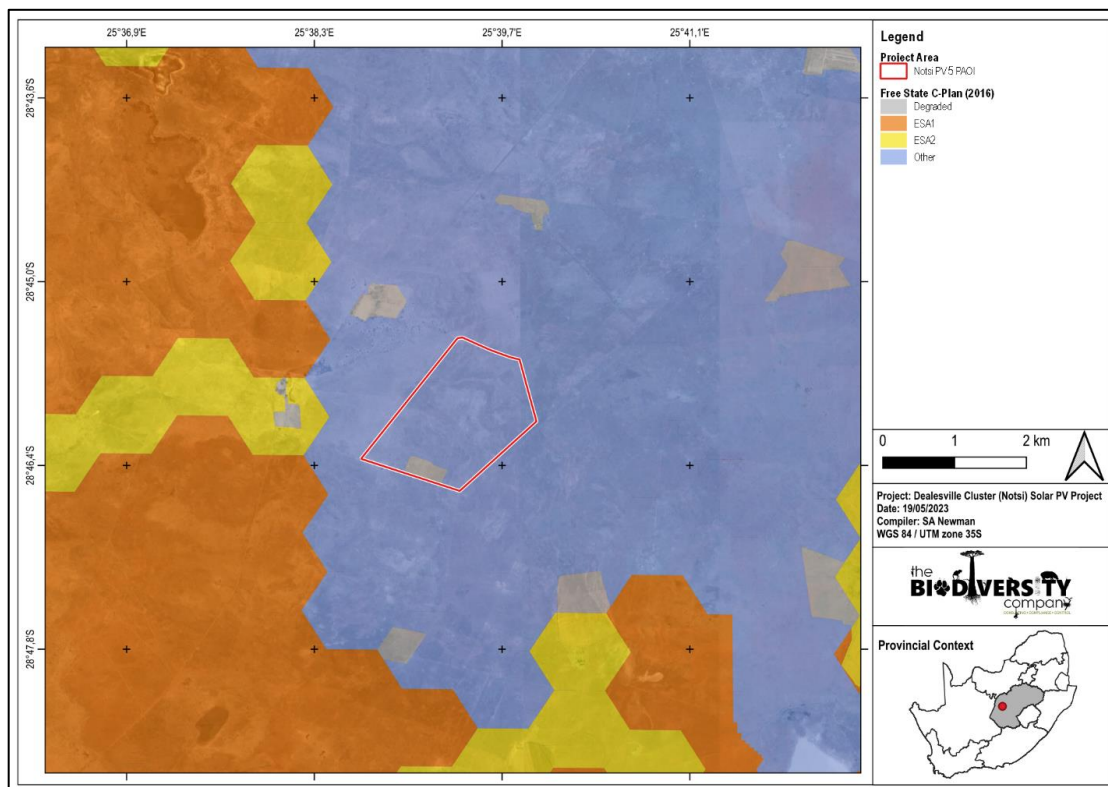 25°36,9'E 25°38,3'E 25°39,7'E 25°41,1'E
28°43,6'S
28°45,0'S
28°46,4'S
28°47,8'S
Legend
Project Area
Notsi PV5 PAOI
Free State C-Plan (2016)
Degraded
ESA1
ESA2
Other
0 1 2 km
Project: Dealesville Cluster (Notsi) Solar PV Project
Date: 19/05/2023
Compiler: SA Newman
WGS 84 / UTM zone 35S
the
BIODIVERSITY
company
Provincial Context